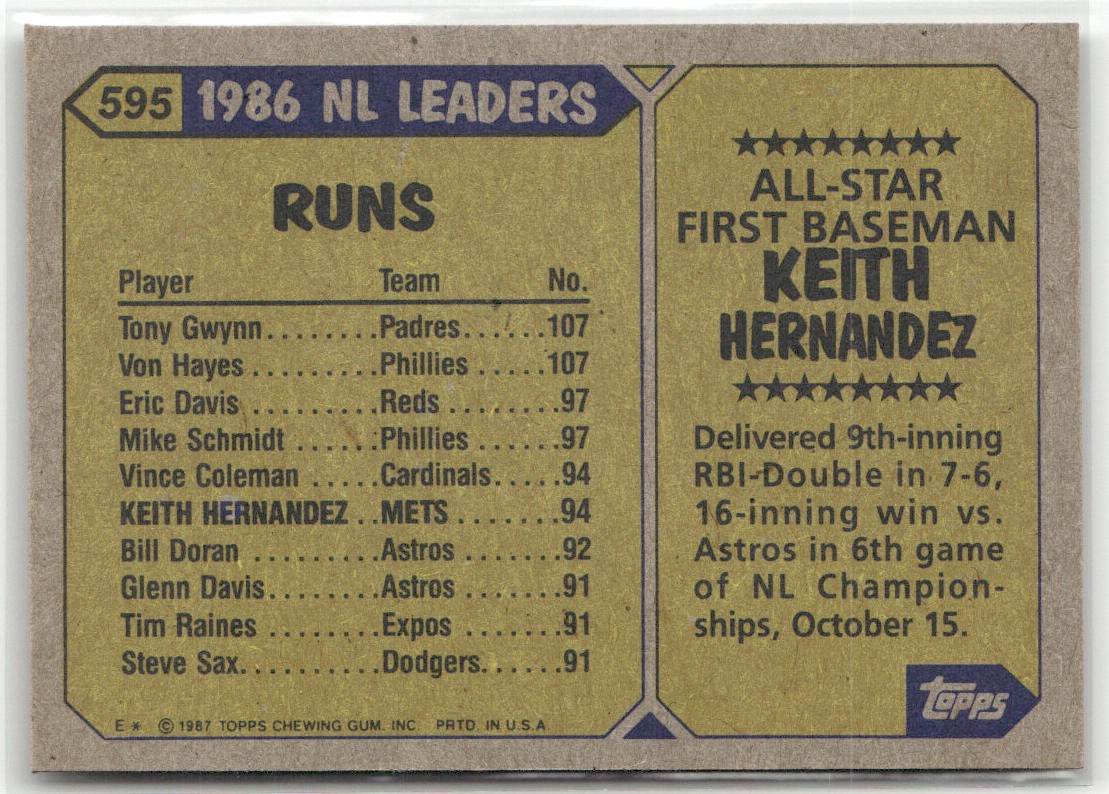 595 1986 NL LEADERS
RUNS
Player Team No.
Tony Gwynn........Padres......107
Von Hayes.........Phillies.....107
Eric Davis.........Reds........97
Mike Schmidt......Phillies......97
Vince Coleman.....Cardinals.....94
KEITH HERNANDEZ..METS.......94
Bill Doran.........Astros.......92
Glenn Davis........Astros.......91
Tim Raines........Expos.......91
Steve Sax..........Dodgers......91
E* © 1987 TOPPS CHEWING GUM. INC. PRTD. IN U.S.A
★★★★★★★★
ALL-STAR
FIRST BASEMAN
KEITH
HERNANDEZ
★★★★★★★★
Delivered 9th-inning
RBI-Double in 7-6,
16-inning win vs.
Astros in 6th game
of NL Champion-
ships, October 15.
topps